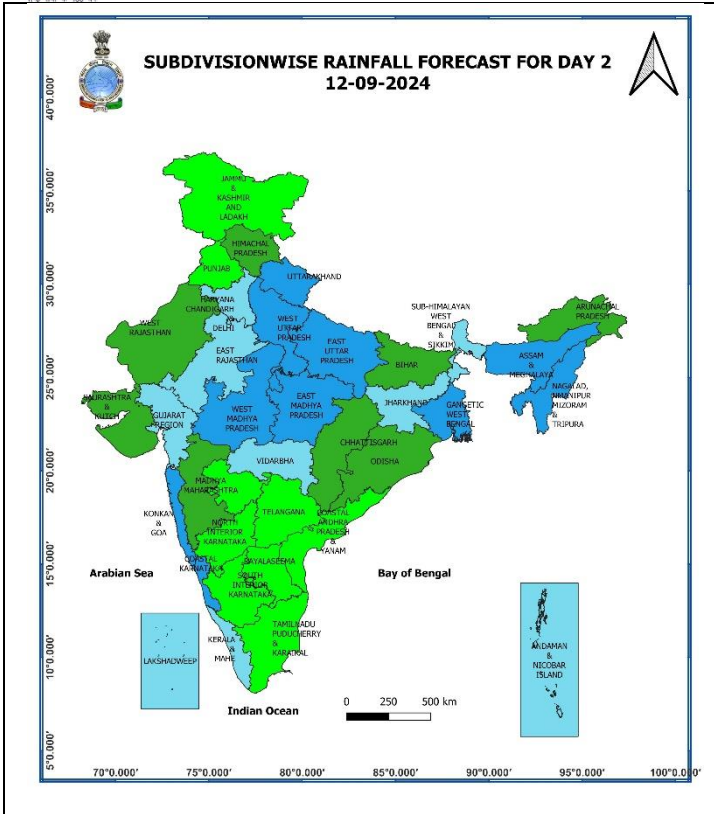 SUBDIVISIONWISE RAINFALL FORECAST FOR DAY 2
12-09-2024
40°0.000'
35°0.000'
30°0.000'
25°0.000'
20°0.000'
15°0.000'
10°0.000'
5°0.000'
JAMMU
&
KASHMIR
AND
LADAKH
HIMACHAL
PRADESH
PUNJAB
UTTARAKHAND
HARYANA
CHANDIGARH
&
DELHI
WEST
RAJASTHAN
WEST
UTTAR
PRADESH
EAST
UTTAR
PRADESH
EAST
RAJASTHAN
SUB-HIMALAYAN
WEST
BENGAL
&
SIKKIM
ARUNACHAL
PRADESH
BIHAR
ASSAM
&
MEGHALAYA
SAURASHTRA
&
KUTCH
GUJARAT
REGION
WEST
MADHYA
PRADESH
EAST
MADHYA
PRADESH
JHARKHAND
GANGETIC
WEST
BENGAL
MANIPUR
MIZORAM
&
TRIPURA
CHHATTISGARH
ODISHA
VIDARBHA
MADHYA
MAHARASHTRA
KONKAN
&
GOA
TELANGANA
NORTH
INTERIOR
KARNATAKA
COASTAL
ANDHRA
PRADESH
&
YANAM
COASTAL
KARNATAKA
RAYALASEEMA
SOUTH
INTERIOR
KARNATAKA
Arabian Sea
Bay of Bengal
TAMILNADU
PUDUCHERRY
&
KARAIKAL
KERALA
&
MAHE
LAKSHADWEEP
ANDAMAN
&
NICOBAR
ISLAND
Indian Ocean
0 250 500 km
70°0.000' 75°0.000' 80°0.000' 85°0.000' 90°0.000' 95°0.000' 100°0.000'